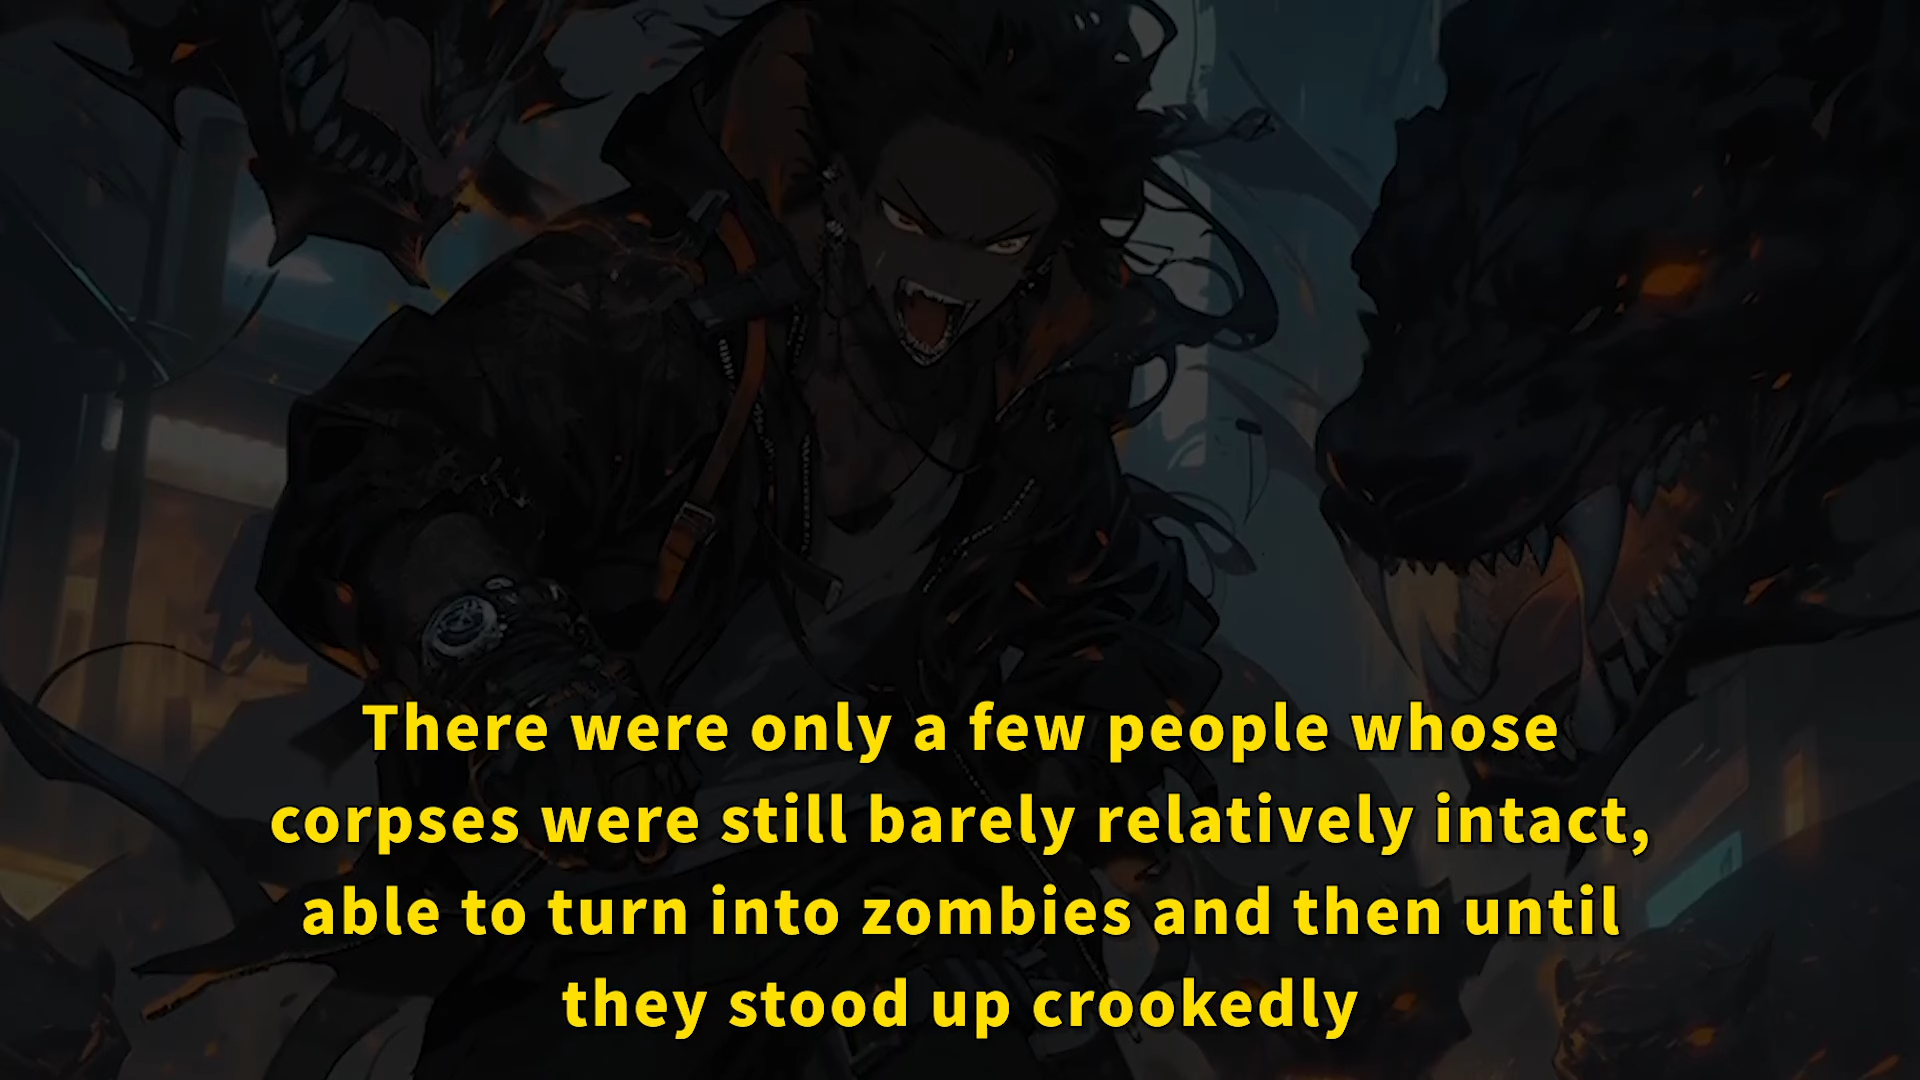 There were only a few people whose
corpses were still barely relatively intact,
able to turn into zombies and then until
they stood up crookedly